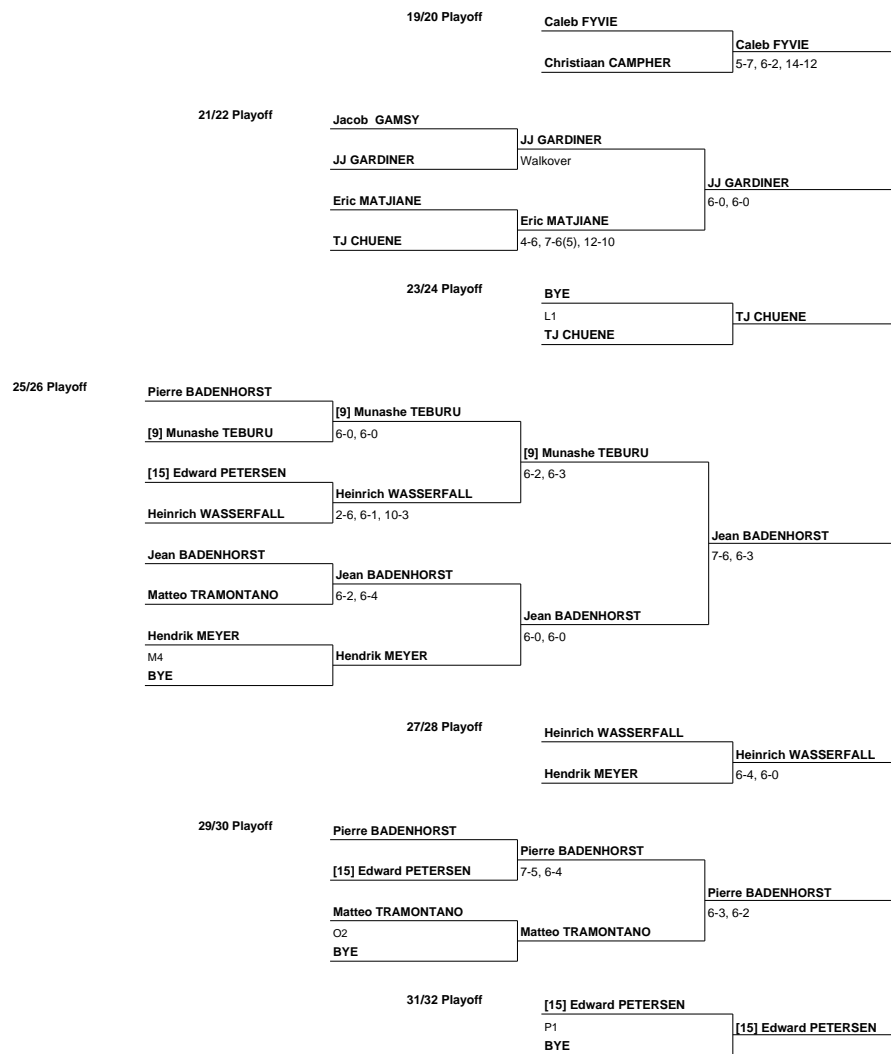 19/20 Playoff
Caleb FYVIE
Caleb FYVIE
Christiaan CAMPHER
5-7, 6-2, 14-12
21/22 Playoff
Jacob GAMSY
JJ GARDINER
JJ GARDINER
Walkover
JJ GARDINER
Eric MATJIANE
6-0, 6-0
Eric MATJIANE
TJ CHUENE
4-6, 7-6(5), 12-10
23/24 Playoff
BYE
L1
TJ CHUENE
TJ CHUENE
25/26 Playoff
Pierre BADENHORST
[9] Munashe TEBURU
[9] Munashe TEBURU
6-0, 6-0
[9] Munashe TEBURU
[15] Edward PETERSEN
6-2, 6-3
Heinrich WASSERFALL
Heinrich WASSERFALL
2-6, 6-1, 10-3
Jean BADENHORST
Jean BADENHORST
7-6, 6-3
Jean BADENHORST
Matteo TRAMONTANO
6-2, 6-4
Jean BADENHORST
Hendrik MEYER
6-0, 6-0
M4
Hendrik MEYER
BYE
27/28 Playoff
Heinrich WASSERFALL
Heinrich WASSERFALL
Hendrik MEYER
6-4, 6-0
29/30 Playoff
Pierre BADENHORST
Pierre BADENHORST
[15] Edward PETERSEN
7-5, 6-4
Pierre BADENHORST
Matteo TRAMONTANO
6-3, 6-2
O2
Matteo TRAMONTANO
BYE
31/32 Playoff
[15] Edward PETERSEN
P1
[15] Edward PETERSEN
BYE